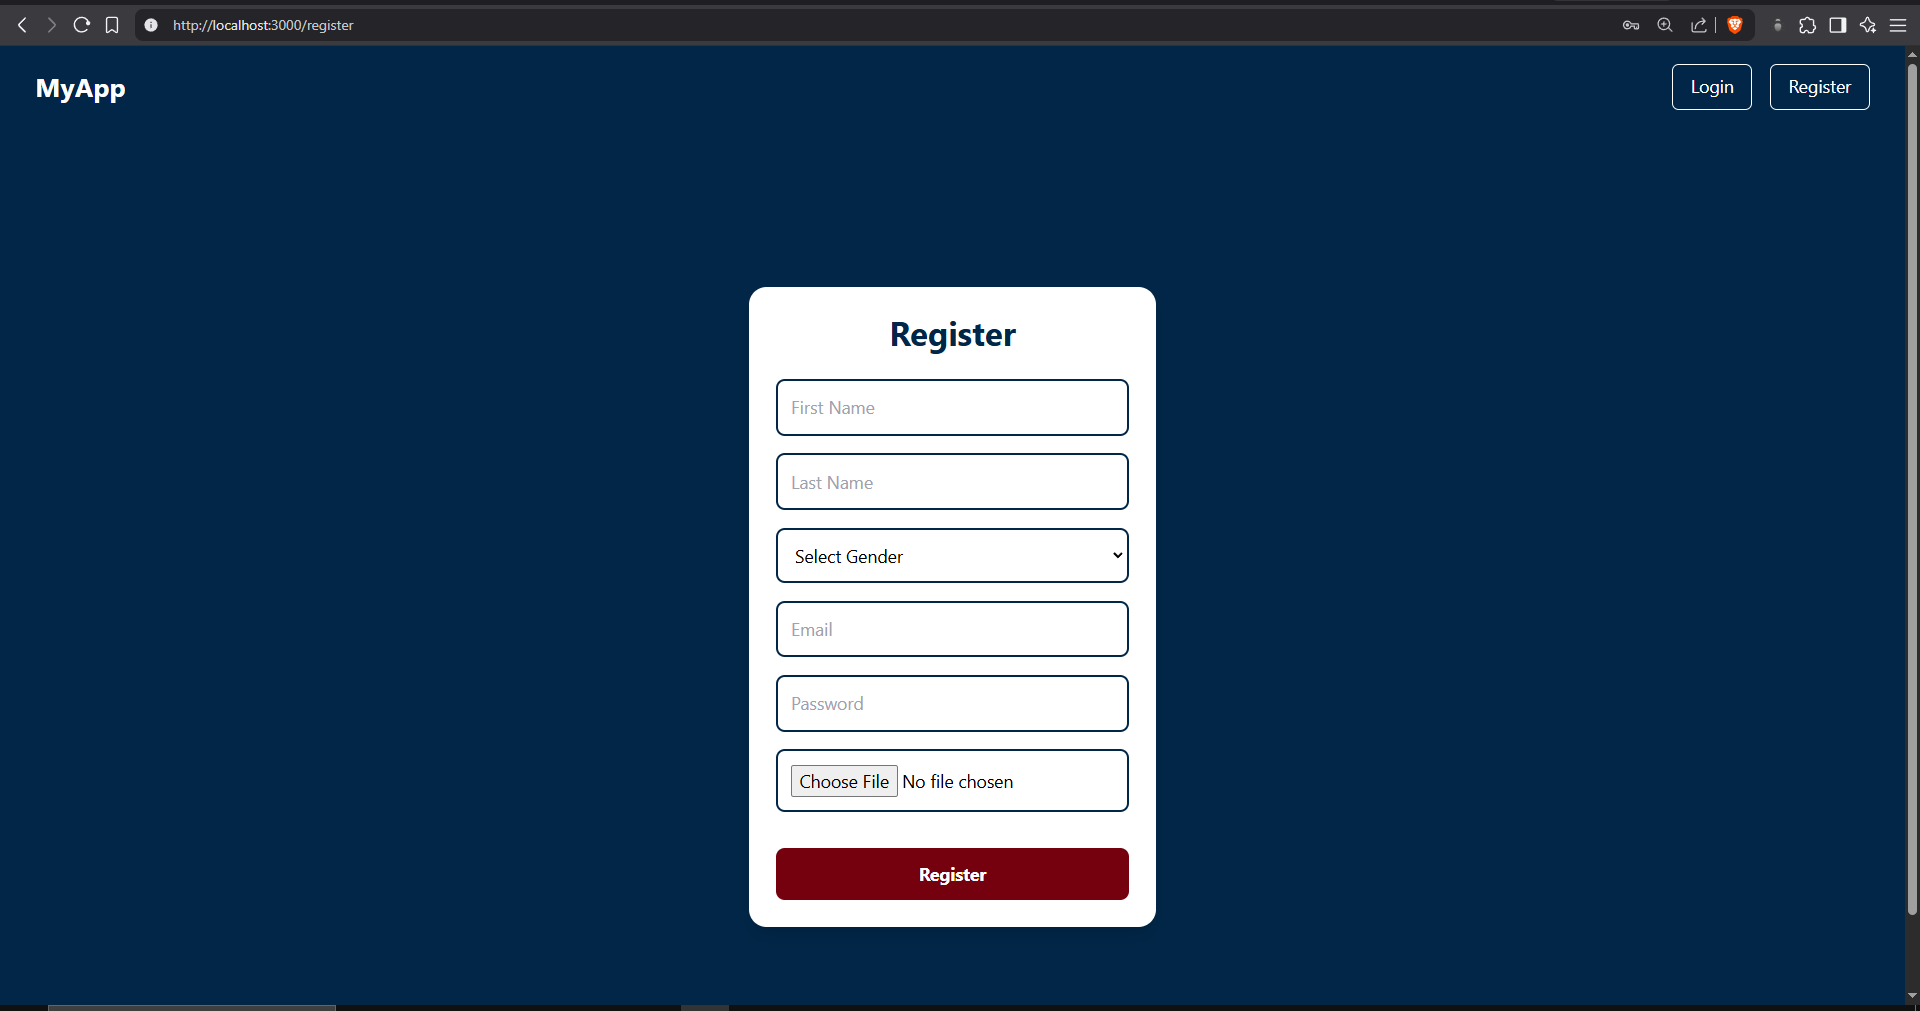 http://localhost:3000/register
MyApp
Login
Register
Register
First Name
Last Name
Select Gender
Email
Password
Choose File No file chosen
Register